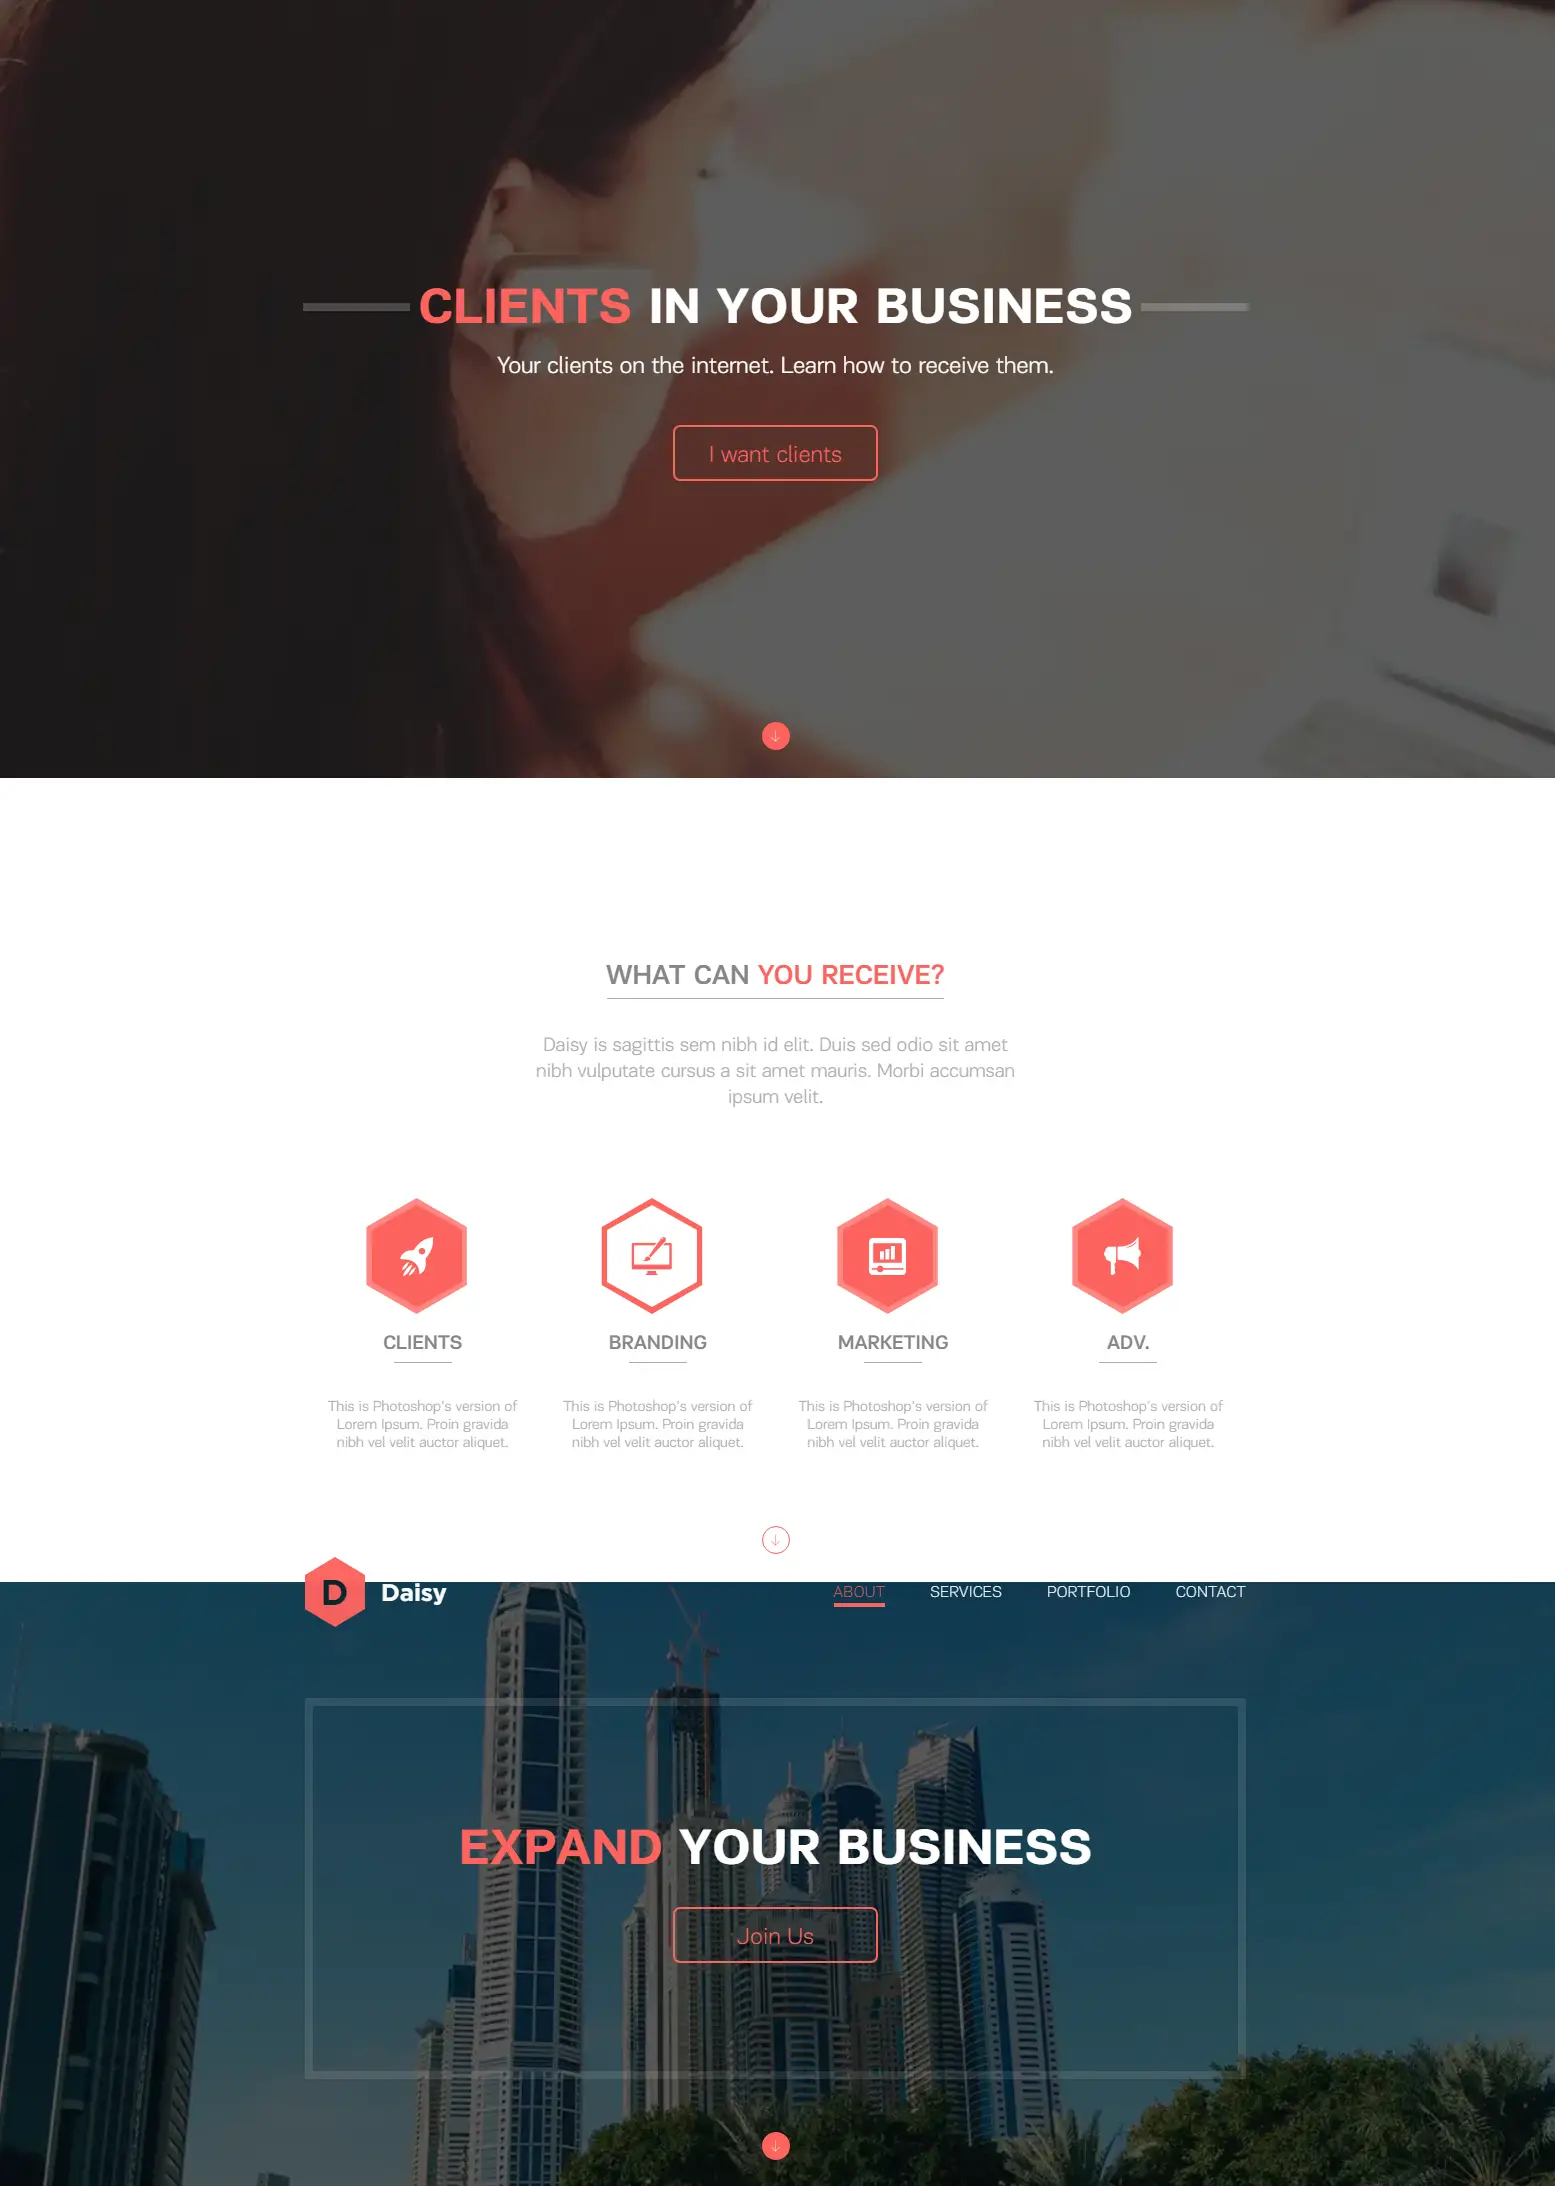 CLIENTS IN YOUR BUSINESS
Your clients on the internet. Learn how to receive them.
I want clients
WHAT CAN YOU RECEIVE?
Daisy is sagittis sem nibh id elit. Duis sed odio sit amet
nibh vulputate cursus a sit amet mauris. Morbi accumsan
ipsum velit.
CLIENTS
This is Photoshop's version of
Lorem Ipsum. Proin gravida
nibh vel velit auctor aliquet.
BRANDING
This is Photoshop's version of
Lorem Ipsum. Proin gravida
nibh vel velit auctor aliquet.
MARKETING
This is Photoshop's version of
Lorem Ipsum. Proin gravida
nibh vel velit auctor aliquet.
ADV.
This is Photoshop's version of
Lorem Ipsum. Proin gravida
nibh vel velit auctor aliquet.
D Daisy
ABOUT SERVICES PORTFOLIO CONTACT
EXPAND YOUR BUSINESS
Join Us